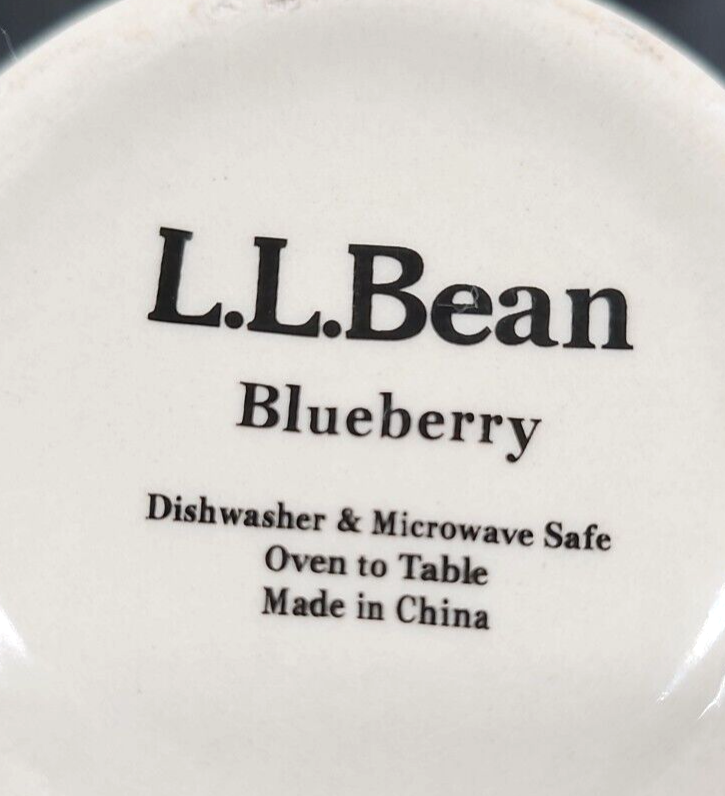 L.L.Bean
Blueberry
Dishwasher & Microwave Safe
Oven to Table
Made in China